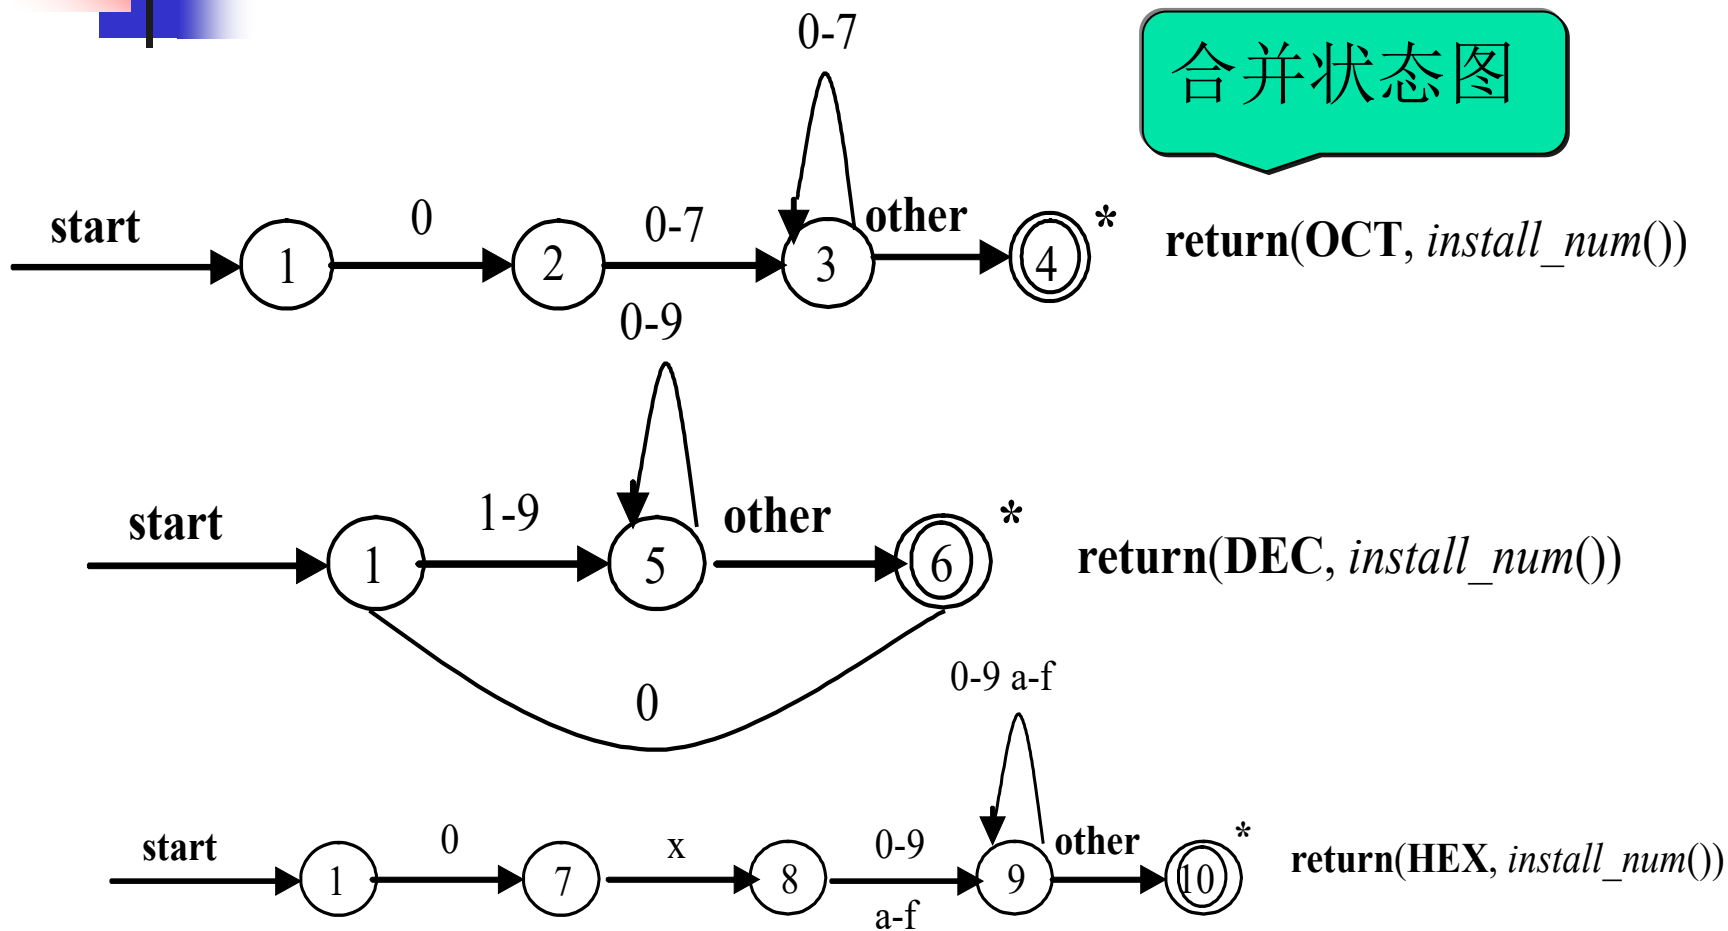 合并状态图
0-7
start 0 0-7 other *
1 2 3 4
return(OCT, install_num())
0-9
start 1-9 other *
1 5 6
return(DEC, install_num())
0
0-9 a-f
start 0 x 0-9 other *
1 7 8 9 10
a-f
return(HEX, install_num())